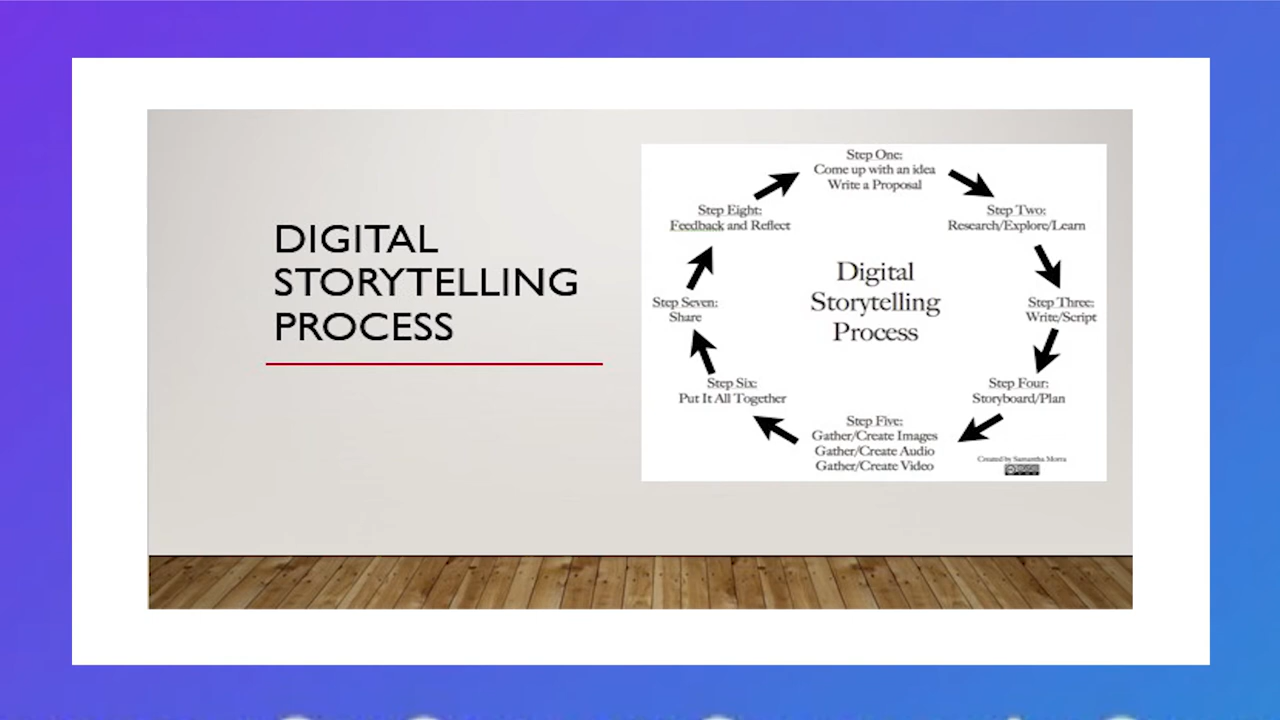 DIGITAL
STORYTELLING
PROCESS
Step One:
Come up with an idea
Write a Proposal
Step Two:
Research/Explore/Learn
Step Three:
Write/Script
Step Four:
Storyboard/Plan
Step Five:
Gather/Create Images
Gather/Create Audio
Gather/Create Video
Step Six:
Put It All Together
Step Seven:
Share
Step Eight:
Feedback and Reflect
Digital
Storytelling
Process
Created by Samantha Morra